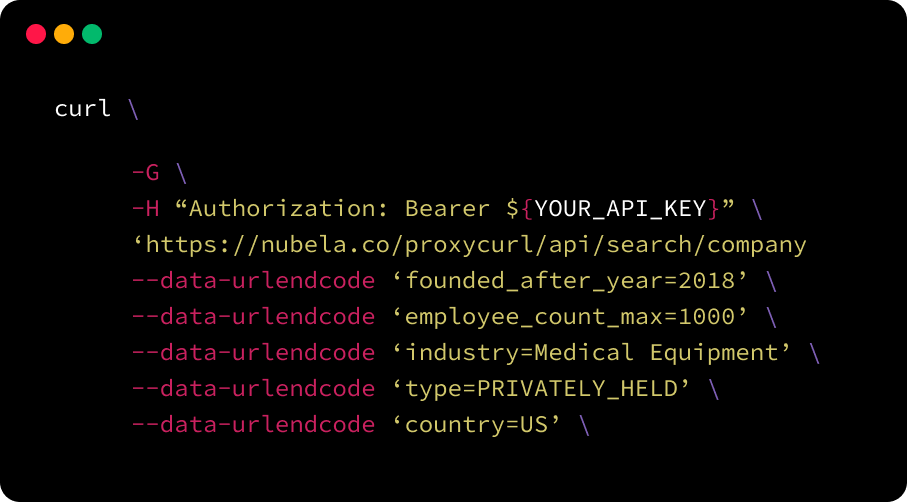 curl \
-G \
-H “Authorization: Bearer ${YOUR_API_KEY}” \
‘https://nubela.co/proxycurl/api/search/company
--data-urlendcode ‘founded_after_year=2018’ \
--data-urlendcode ‘employee_count_max=1000’ \
--data-urlendcode ‘industry=Medical Equipment’ \
--data-urlendcode ‘type=PRIVATELY_HELD’ \
--data-urlendcode ‘country=US’ \